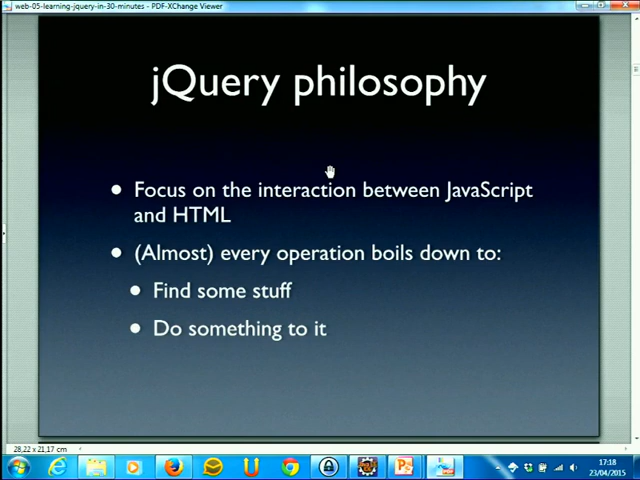 web-05-learning-jquery-in-30-minutes - PDF-XChange Viewer
jQuery philosophy
• Focus on the interaction between JavaScript
and HTML
• (Almost) every operation boils down to:
• Find some stuff
• Do something to it
28,22 x 21,17 cm
17:18
23/04/2015